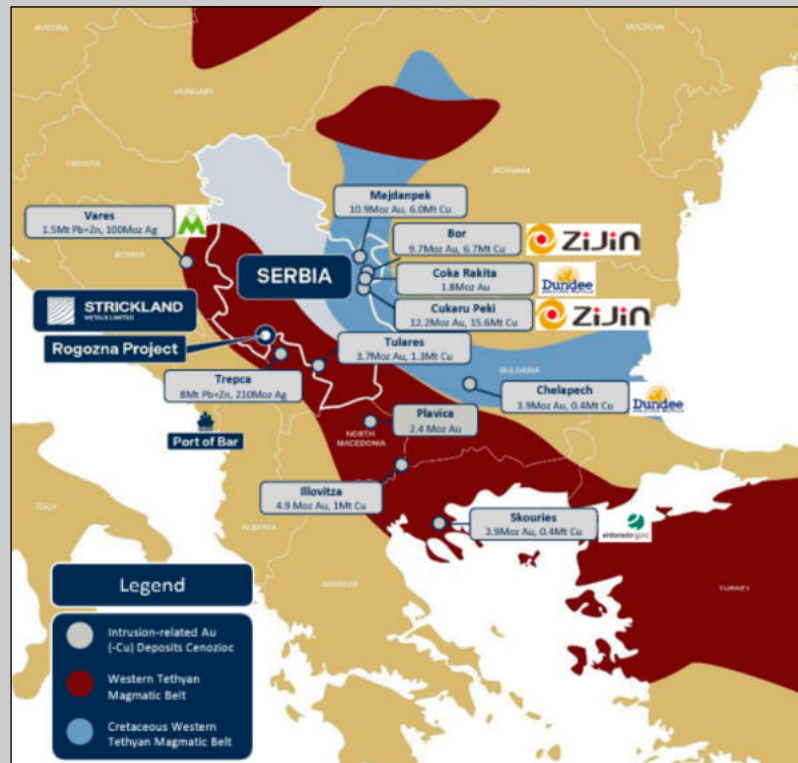 AUSTRIA
MOLDOVA
HUNGARY
CROATIA
ROMANIA
Majdanpek
10.9Moz Au, 6.0Mt Cu
Vares
1.5Mt Pb+Zn, 100Moz Ag
Bor
9.7Moz Au, 6.7Mt Cu
ZIJIN
BOSNIA
SERBIA
Coka Rakita
1.8Moz Au
Dundee
STRICKLAND
METALS LIMITED
Cukaru Peki
12.2Moz Au, 15.6Mt Cu
ZIJIN
Rogozna Project
Tulares
3.7Moz Au, 1.3Mt Cu
BULGARIA
Trepca
8Mt Pb+Zn, 210Moz Ag
Chelapech
3.9Moz Au, 0.4Mt Cu
Dundee
Port of Bar
Plavica
2.4 Moz Au
NORTH
MACEDONIA
Illovitza
4.9 Moz Au, 1Mt Cu
ITALY
ALBANIA
Skouries
3.9Moz Au, 0.4Mt Cu
eldorado gold
Legend
GREECE
TURKEY
Intrusion-related Au
(-Cu) Deposits Cenozioc
Western Tethyan
Magmatic Belt
Cretaceous Western
Tethyan Magmatic Belt